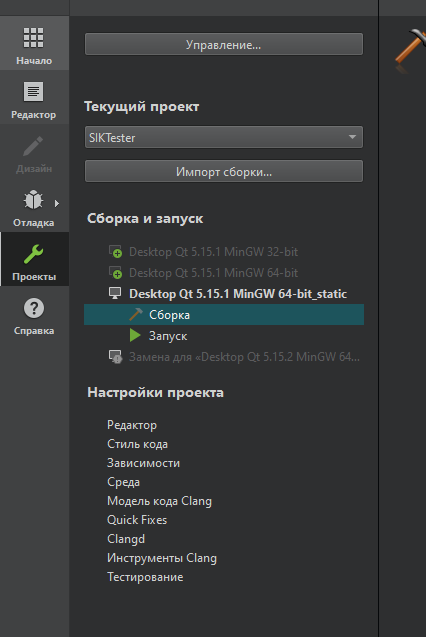 Начало
Редактор
Дизайн
Отладка
Проекты
Справка
Управление...
Текущий проект
SIKTester
Импорт сборки...
Сборка и запуск
Desktop Qt 5.15.1 MinGW 32-bit
Desktop Qt 5.15.1 MinGW 64-bit
Desktop Qt 5.15.1 MinGW 64-bit_static
Сборка
Запуск
Замена для «Desktop Qt 5.15.2 MinGW 64...
Настройки проекта
Редактор
Стиль кода
Зависимости
Среда
Модель кода Clang
Quick Fixes
Clangd
Инструменты Clang
Тестирование